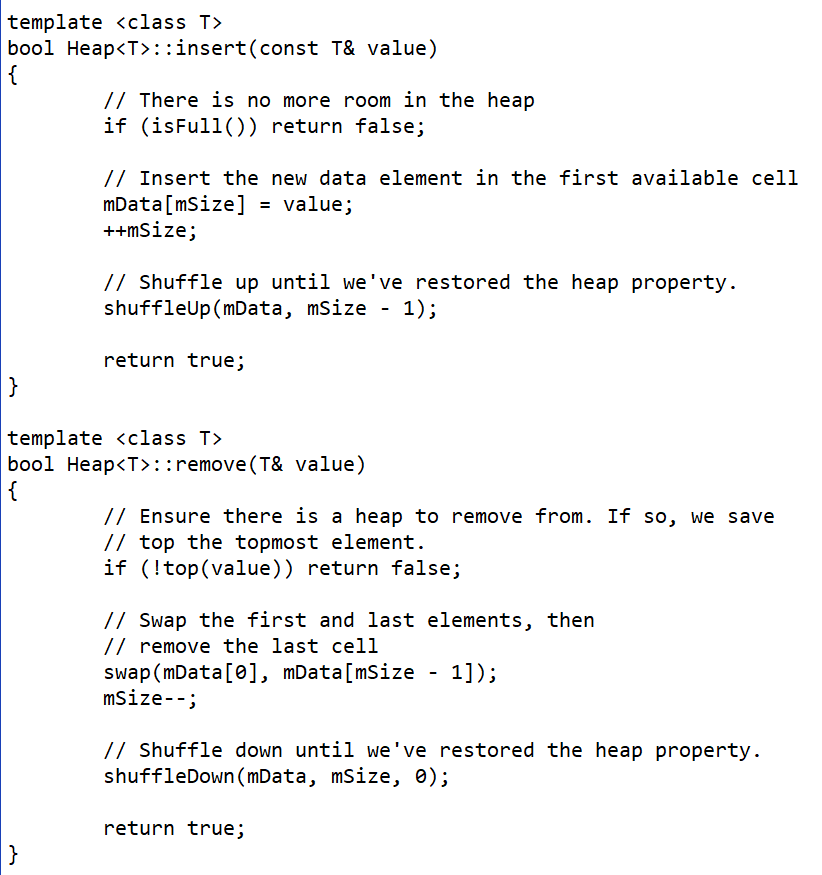 template <class T>
bool Heap<T>::insert(const T& value)
{
        // There is no more room in the heap
        if (isFull()) return false;

        // Insert the new data element in the first available cell
        mData[mSize] = value;
        ++mSize;

        // Shuffle up until we've restored the heap property.
        shuffleUp(mData, mSize - 1);

        return true;
}

template <class T>
bool Heap<T>::remove(T& value)
{
        // Ensure there is a heap to remove from. If so, we save
        // top the topmost element.
        if (!top(value)) return false;

        // Swap the first and last elements, then
        // remove the last cell
        swap(mData[0], mData[mSize - 1]);
        mSize--;

        // Shuffle down until we've restored the heap property.
        shuffleDown(mData, mSize, 0);

        return true;
}